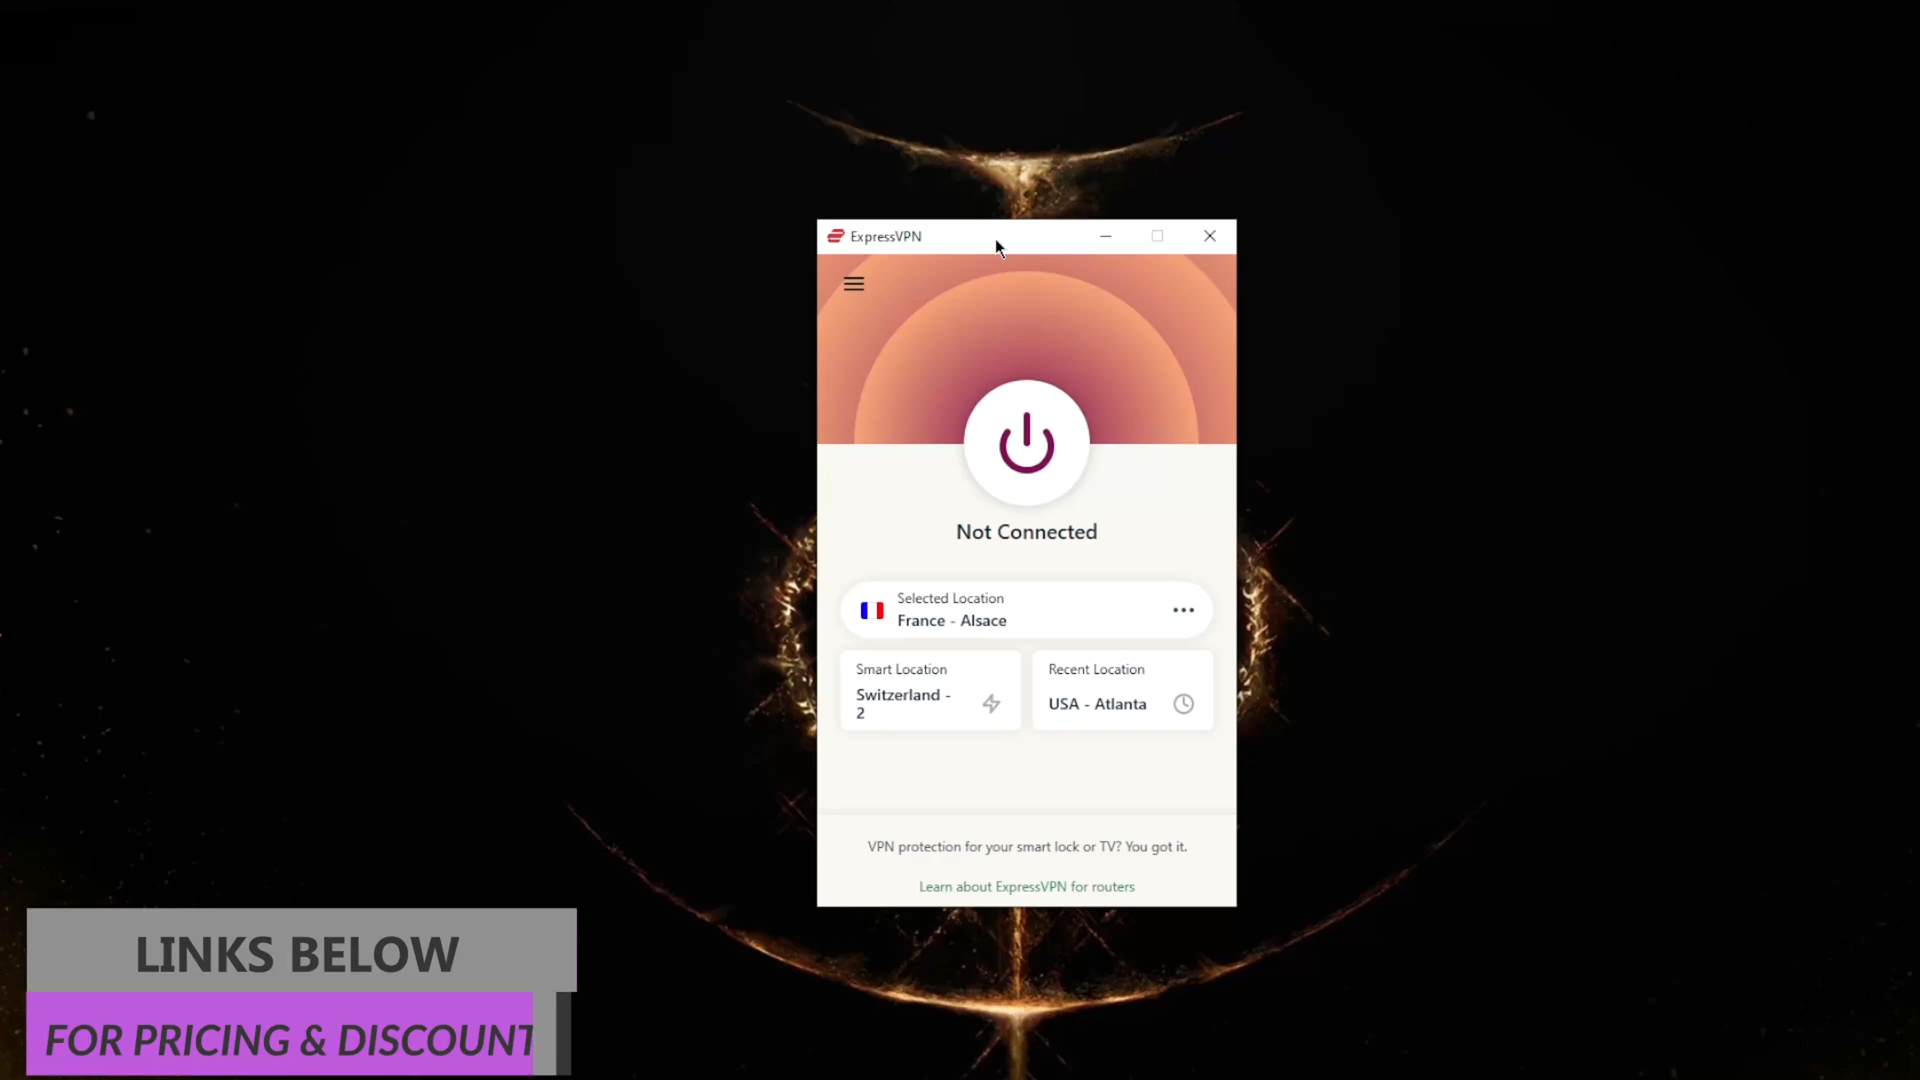 ExpressVPN
Not Connected
Selected Location
France - Alsace
Smart Location
Switzerland -
2
Recent Location
USA - Atlanta
VPN protection for your smart lock or TV? You got it.
Learn about ExpressVPN for routers
LINKS BELOW
FOR PRICING & DISCOUNT